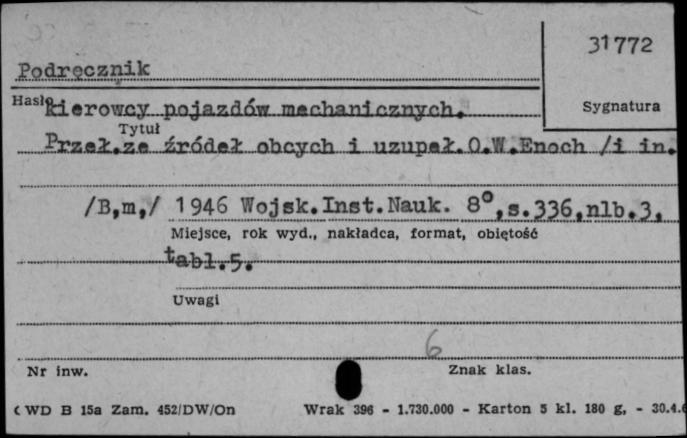 31772
Podręcznik
Hasło kierowcy pojazdów mechanicznych. Sygnatura
Tytuł
Przeł.ze źródeł obcych i uzupeł.O.W.Enoch /i in.
/B,m,/ 1946 Wojsk.Inst.Nauk. 8°,s.336,nlb.3.
Miejsce, rok wyd., nakładca, format, objętość
tabl.5.
Uwagi
6
Nr inw. Znak klas.
WD B 15a Zam. 452/DW/On Wrak 396 - 1.730.000 - Karton 5 kl. 180 g, - 30.4.